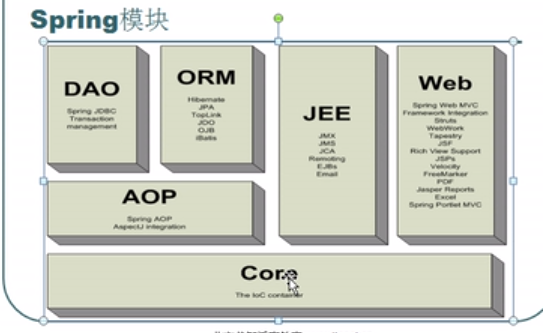 Spring模块
DAO
Spring JDBC
Transaction
management
ORM
Hibernate
JPA
TopLink
JDO
OJB
iBatis
JEE
JMX
JMS
JCA
Remoting
EJBs
Email
Web
Spring Web MVC
Framework Integration
Struts
WebWork
Tapestry
JSF
Rich View Support
JSPs
Velocity
FreeMarker
PDF
Jasper Reports
Excel
Spring Portlet MVC
AOP
Spring AOP
AspectJ integration
Core
The IoC container